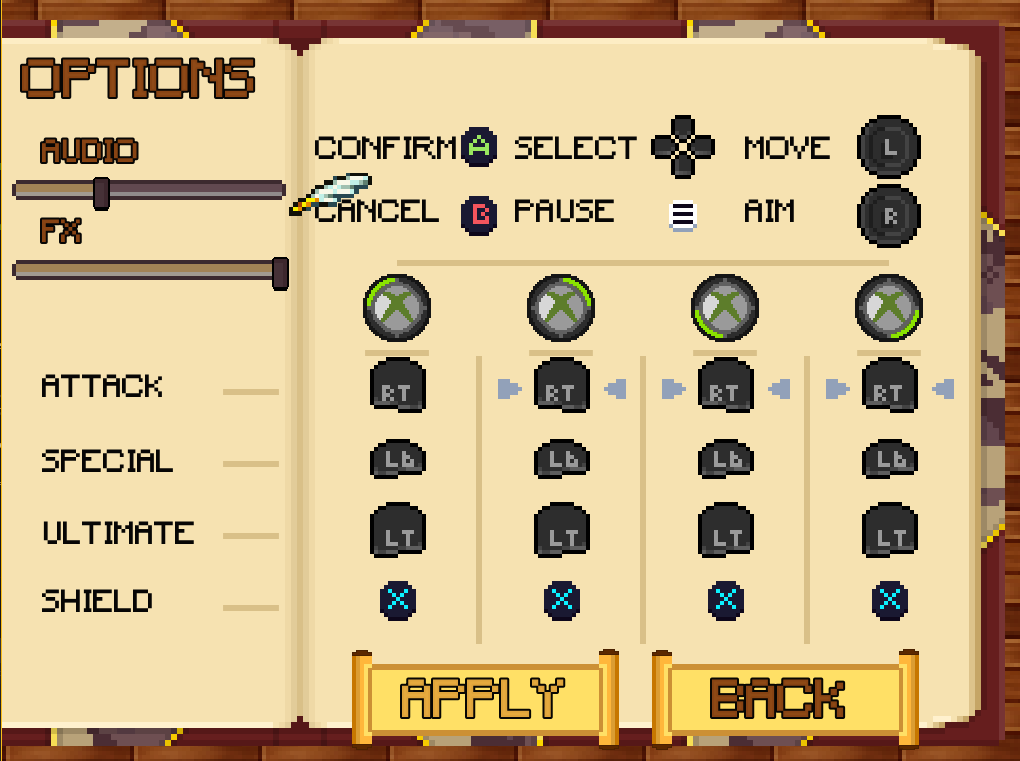 OPTIONS
AUDIO
FX
CONFIRM A SELECT MOVE L
CANCEL B PAUSE AIM R
ATTACK RT RT RT RT
SPECIAL Lb Lb Lb Lb
ULTIMATE LT LT LT LT
SHIELD X X X X
APPLY BACK